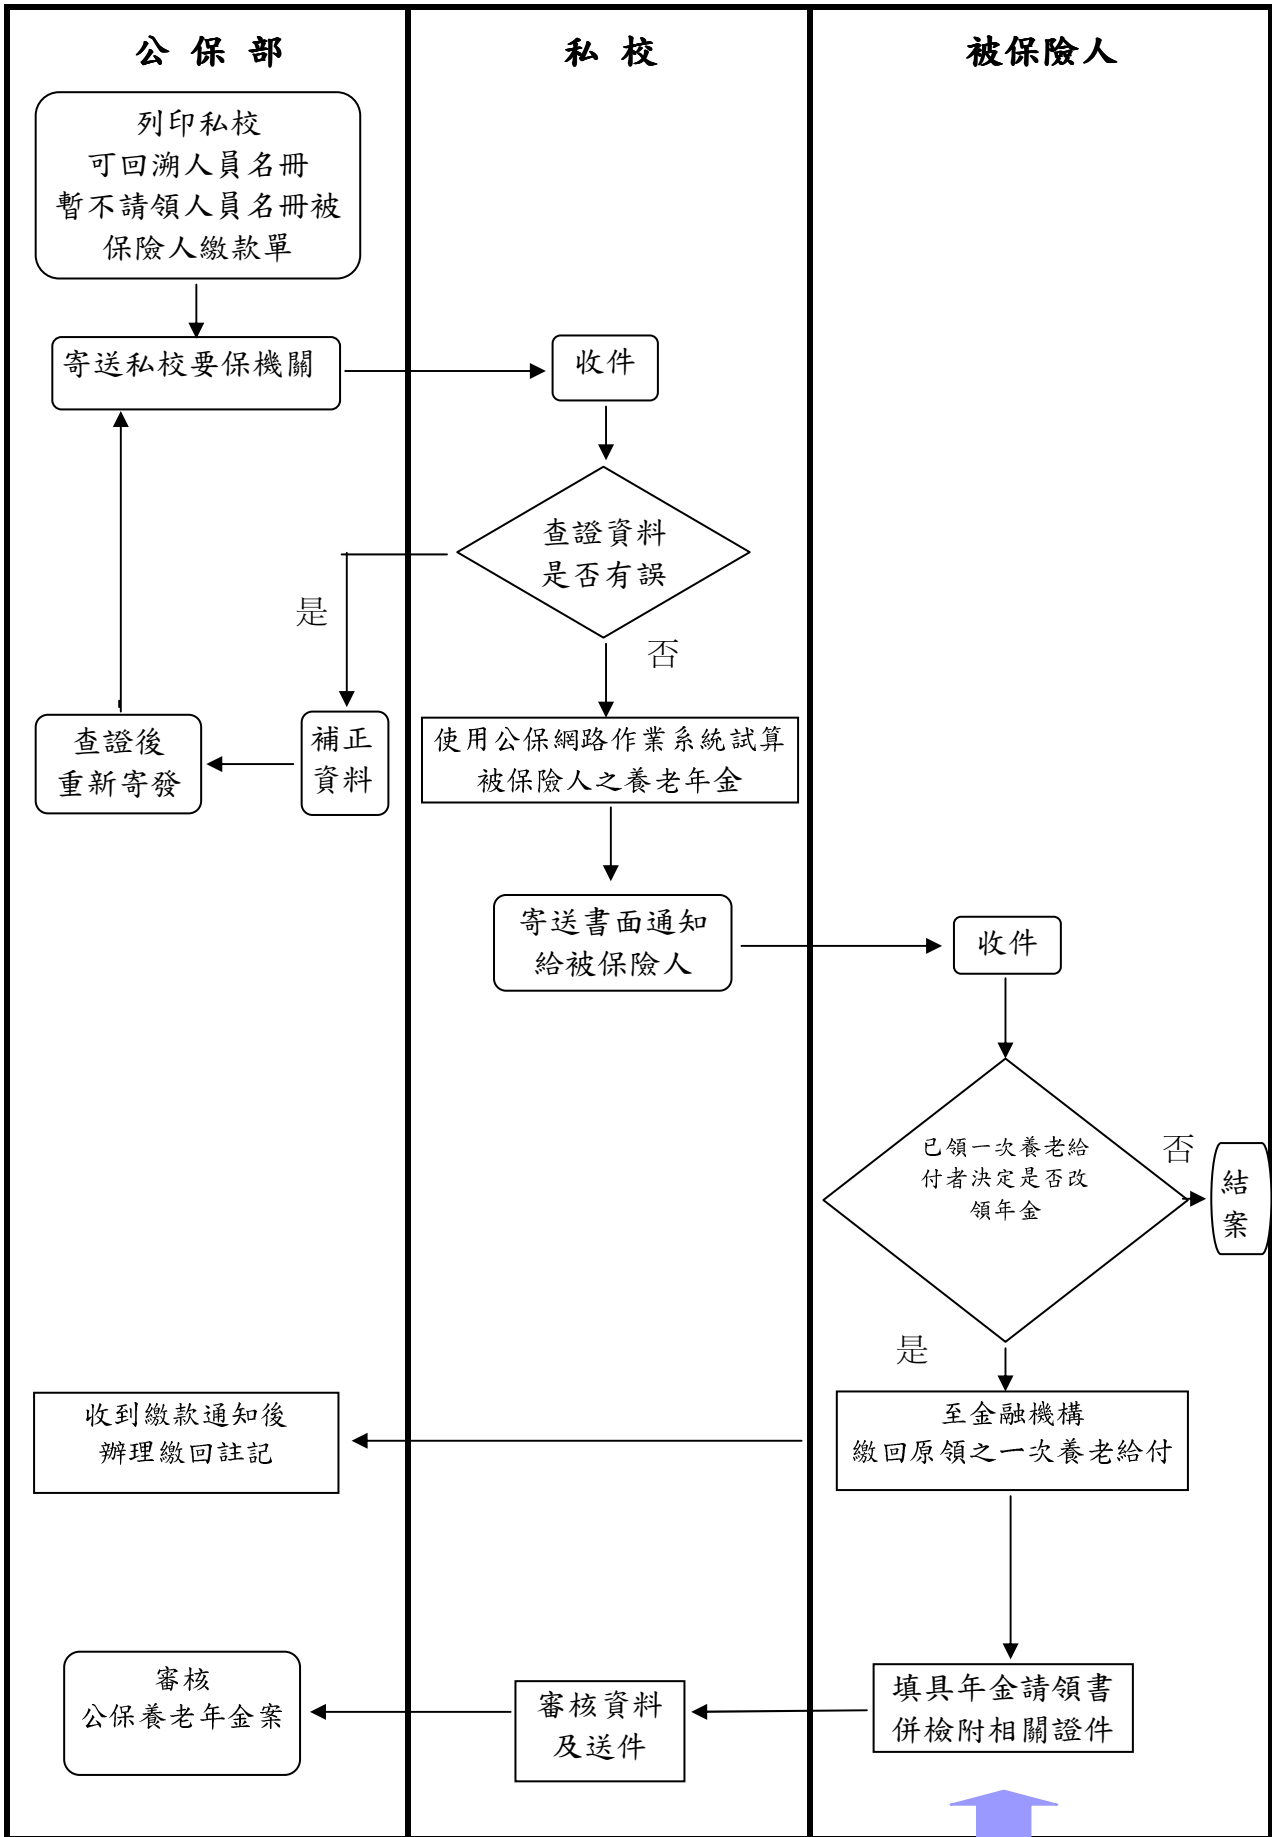 公 保 部
私 校
被保險人
列印私校
可回溯人員名冊
暫不請領人員名冊被
保險人繳款單
寄送私校要保機關
收件
查證資料
是否有誤
是
否
查證後
重新寄發
補正
資料
使用公保網路作業系統試算
被保險人之養老年金
寄送書面通知
給被保險人
收件
已領一次養老給
付者決定是否改
領年金
否
結
案
是
收到繳款通知後
辦理繳回註記
至金融機構
繳回原領之一次養老給付
審核
公保養老年金案
審核資料
及送件
填具年金請領書
併檢附相關證件